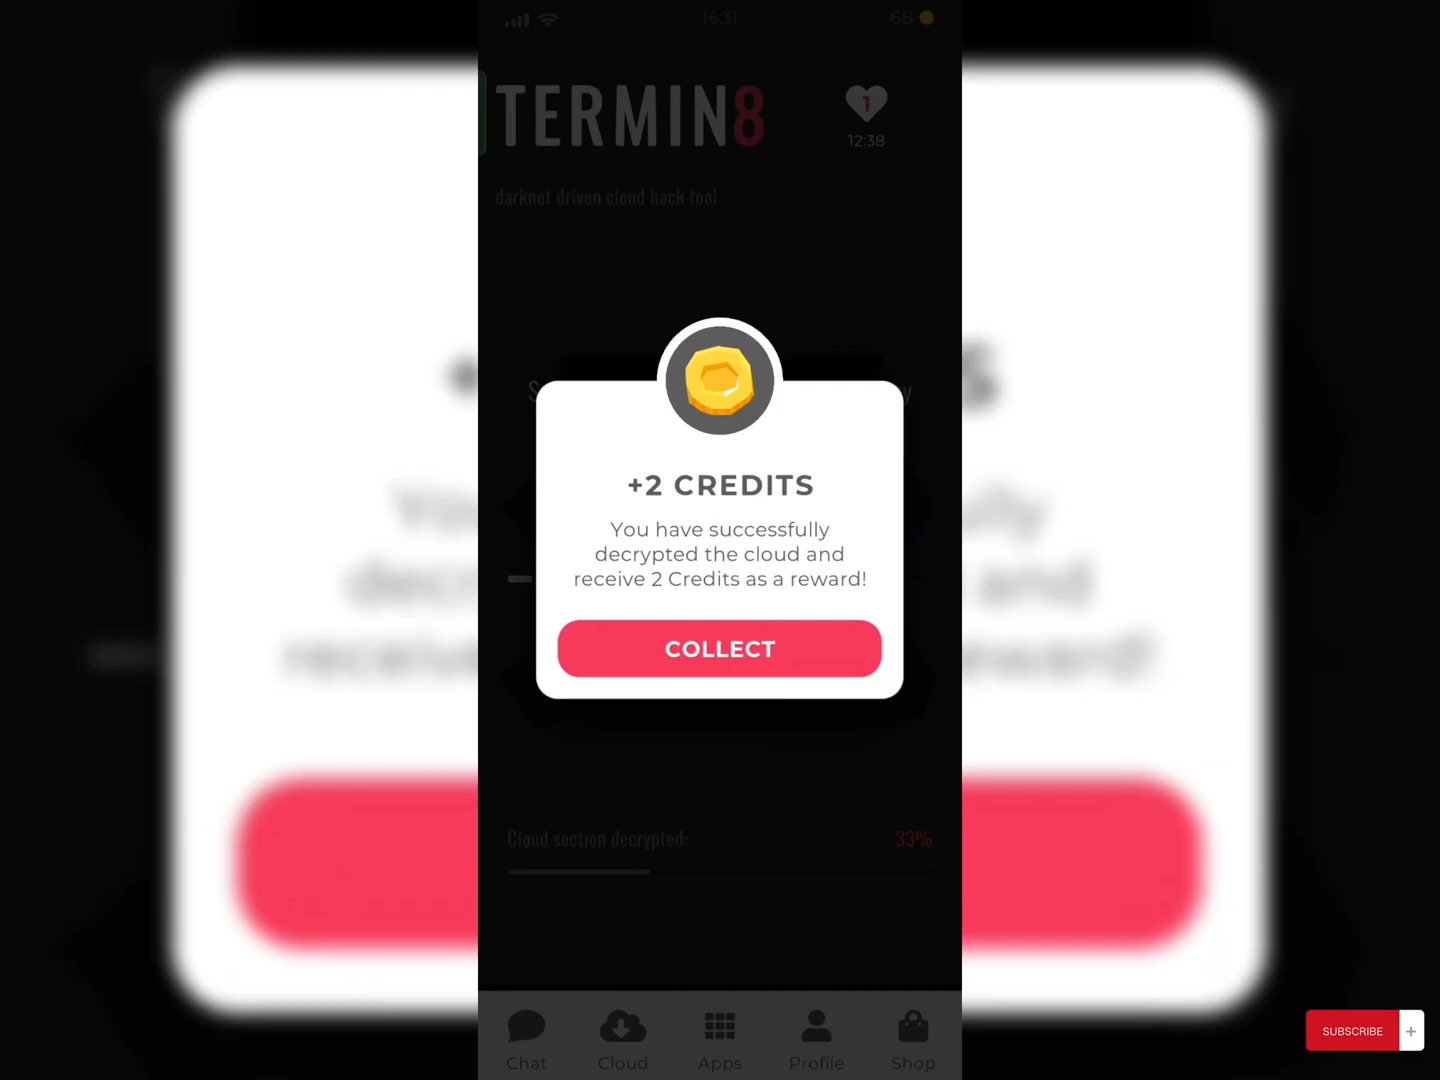 16:31
68
TERMIN8
1
12:38
darknet driven cloud hack tool
+2 CREDITS
You have successfully
decrypted the cloud and
receive 2 Credits as a reward!
COLLECT
Cloud section decrypted:
33%
Chat
Cloud
Apps
Profile
Shop
SUBSCRIBE